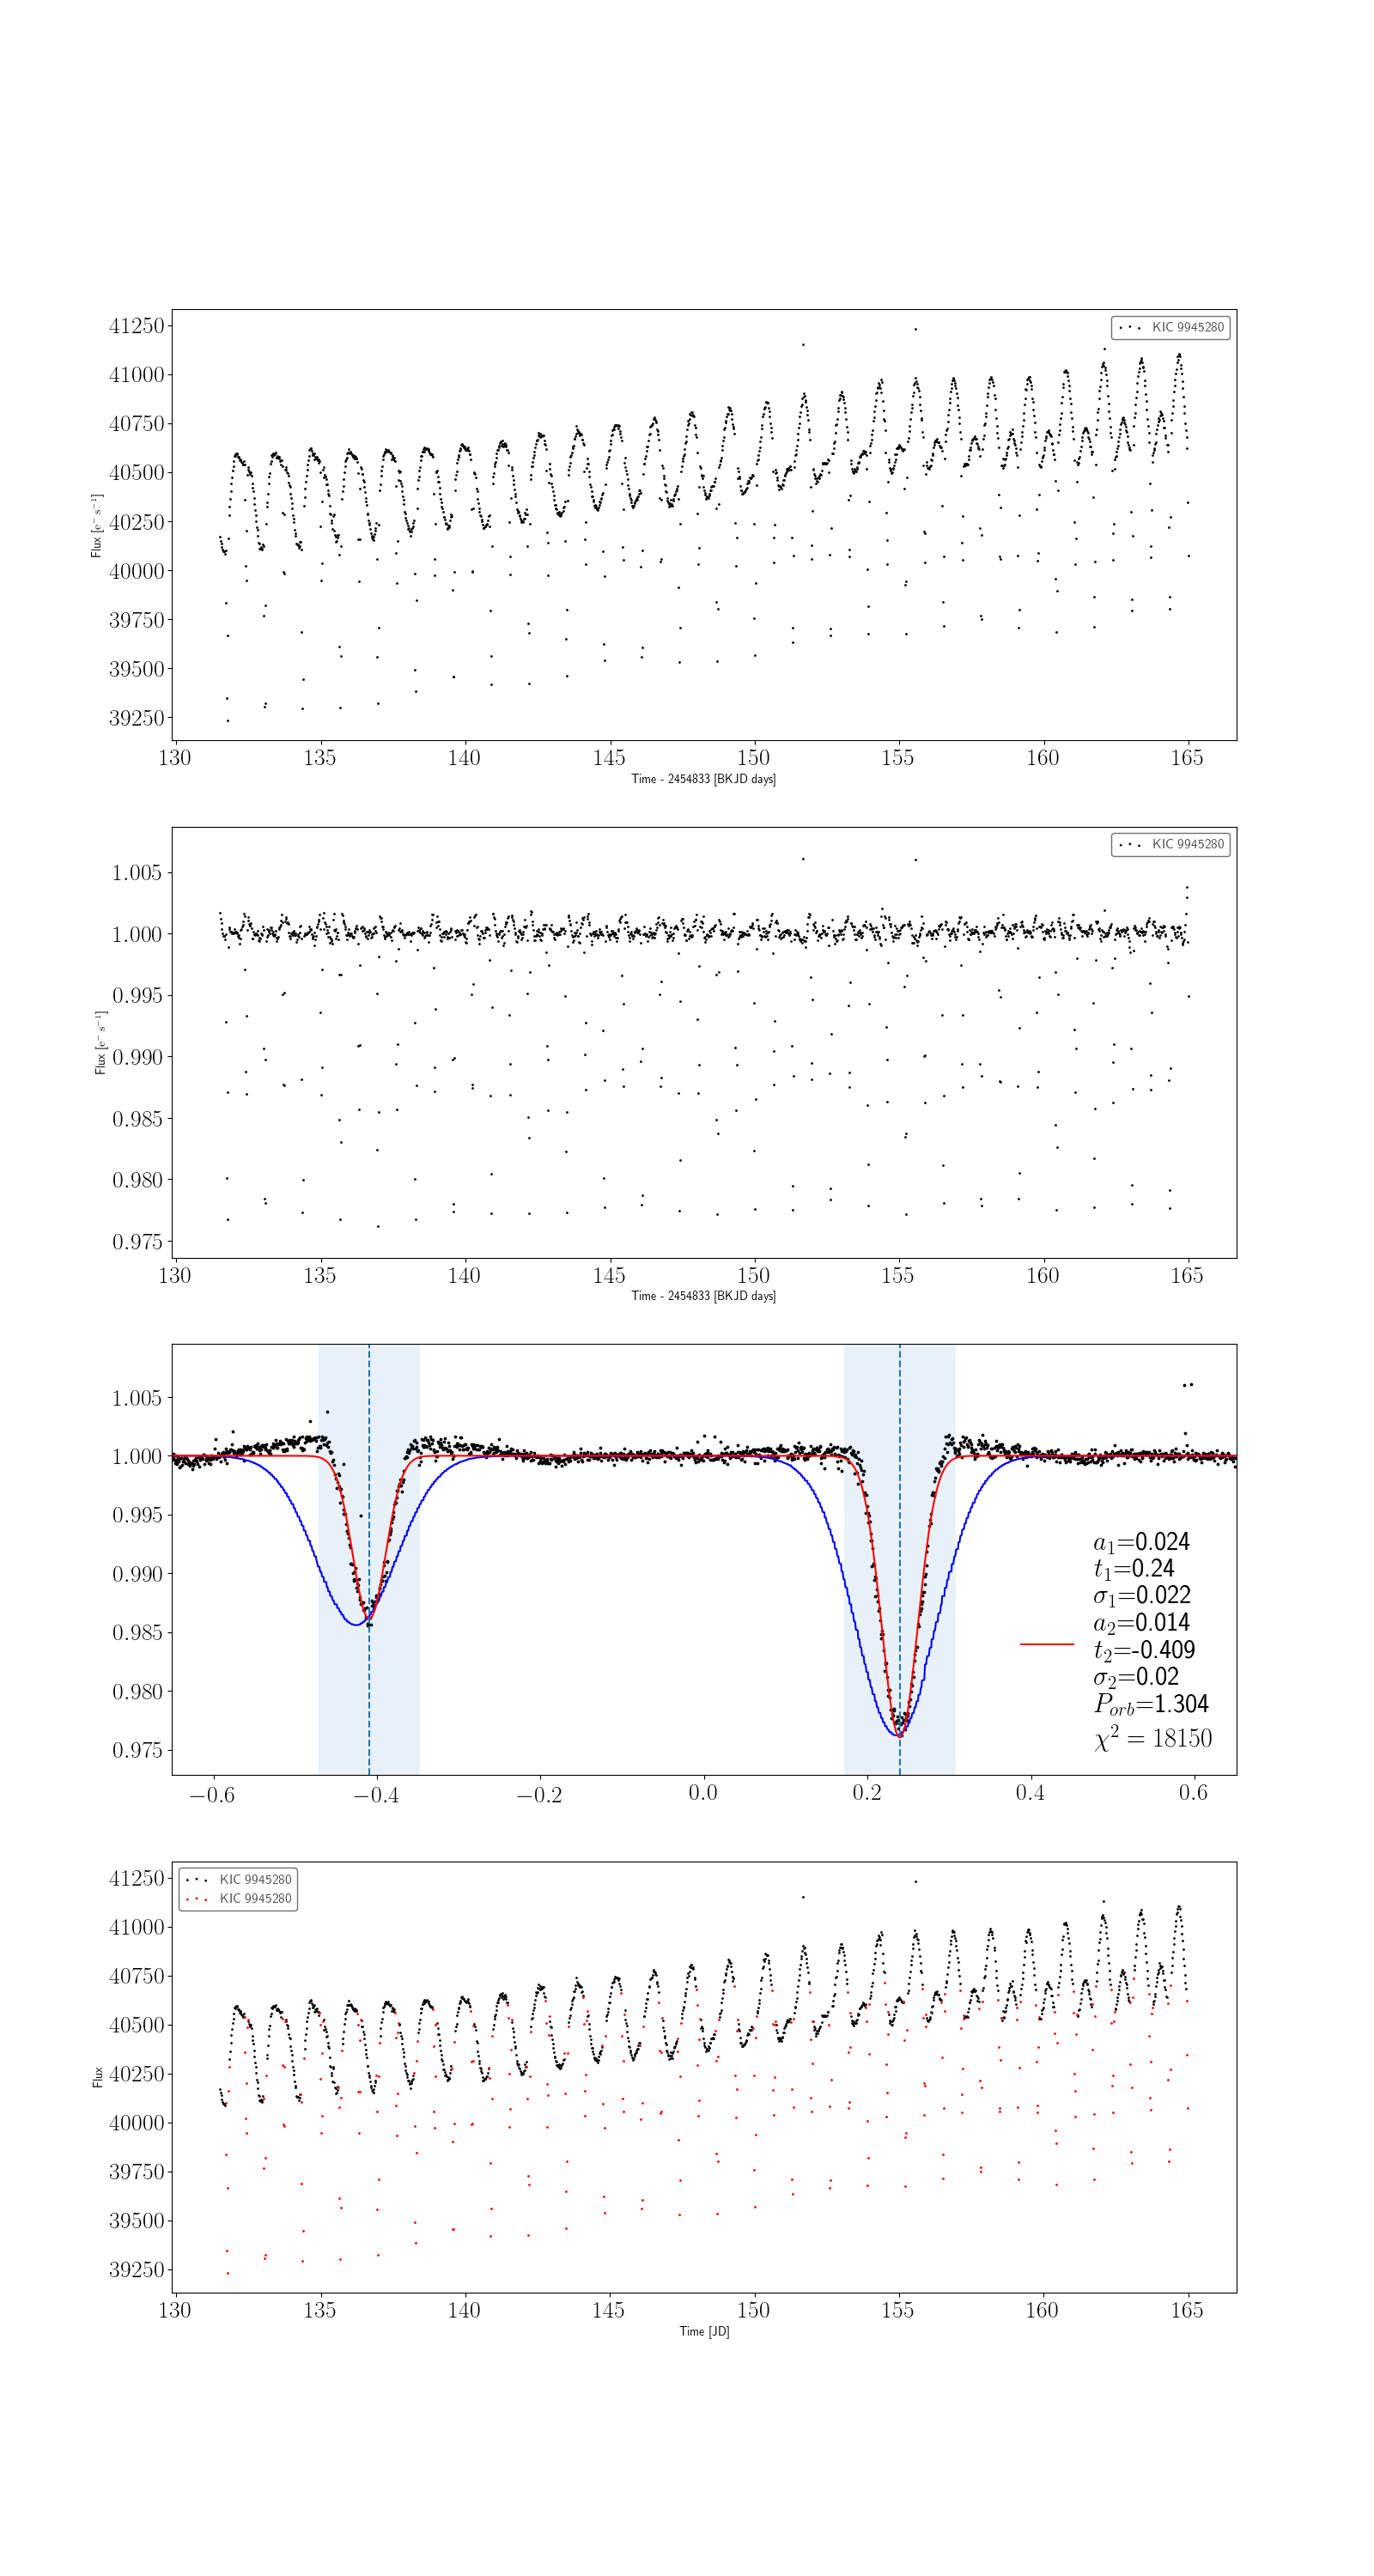 41250
41000
40750
40500
40250
40000
39750
39500
39250
Flux [e⁻ s⁻¹]
KIC 9945280
130 135 140 145 150 155 160 165
Time - 2454833 [BKJD days]
1.005
1.000
0.995
0.990
0.985
0.980
0.975
Flux [e⁻ s⁻¹]
KIC 9945280
130 135 140 145 150 155 160 165
Time - 2454833 [BKJD days]
1.005
1.000
0.995
0.990
0.985
0.980
0.975
a₁=0.024
t₁=0.24
σ₁=0.022
a₂=0.014
t₂=-0.409
σ₂=0.02
P_orb=1.304
χ² = 18150
−0.6 −0.4 −0.2 0.0 0.2 0.4 0.6
41250
41000
40750
40500
40250
40000
39750
39500
39250
Flux
KIC 9945280
KIC 9945280
130 135 140 145 150 155 160 165
Time [JD]